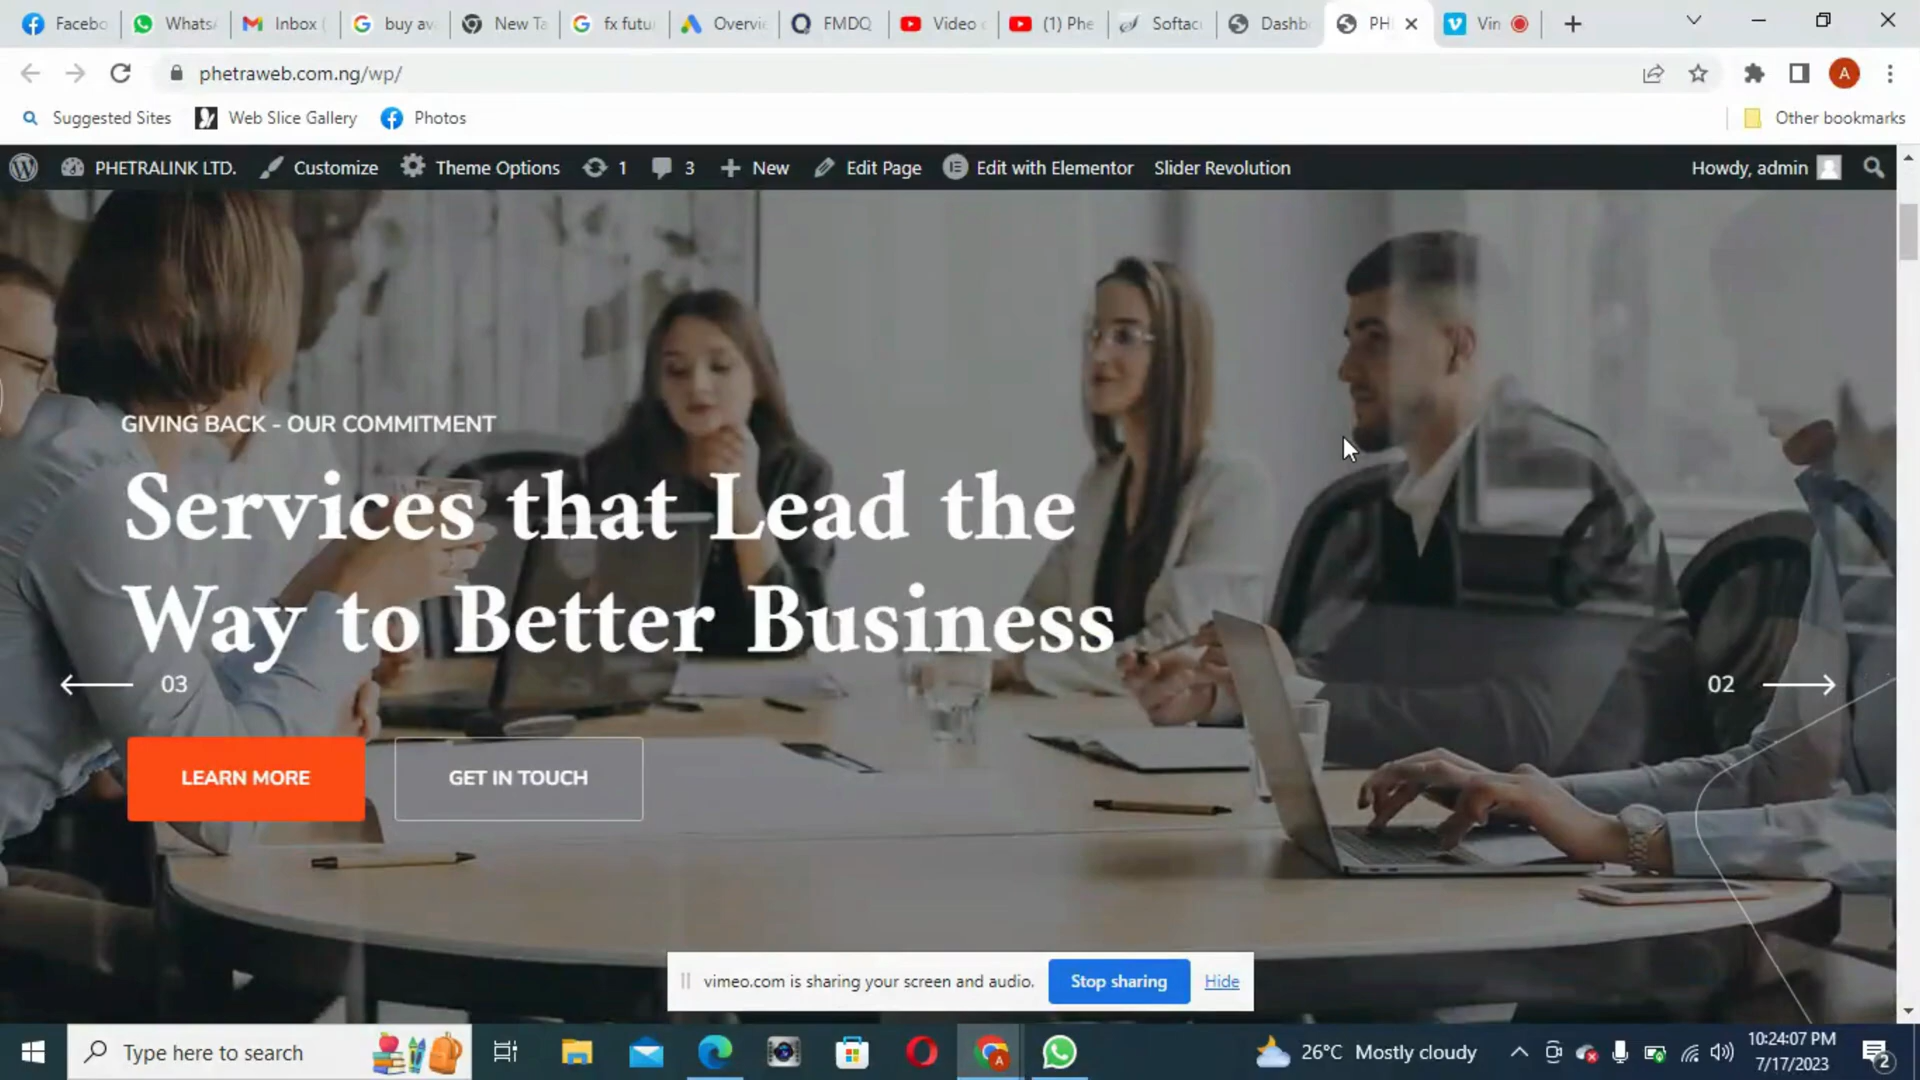 Facebo
Whats
Inbox (
buy av
New Ta
fx futu
Overvi
FMDQ
Video
(1) Phe
Softac
Dashb
PH
Vin
phetraweb.com.ng/wp/
A
Suggested Sites
Web Slice Gallery
Photos
Other bookmarks
PHETRALINK LTD.
Customize
Theme Options
1
3
New
Edit Page
Edit with Elementor
Slider Revolution
Howdy, admin
GIVING BACK - OUR COMMITMENT
Services that Lead the
Way to Better Business
03
02
LEARN MORE
GET IN TOUCH
vimeo.com is sharing your screen and audio.
Stop sharing
Hide
Type here to search
26°C Mostly cloudy
10:24:07 PM
7/17/2023
2